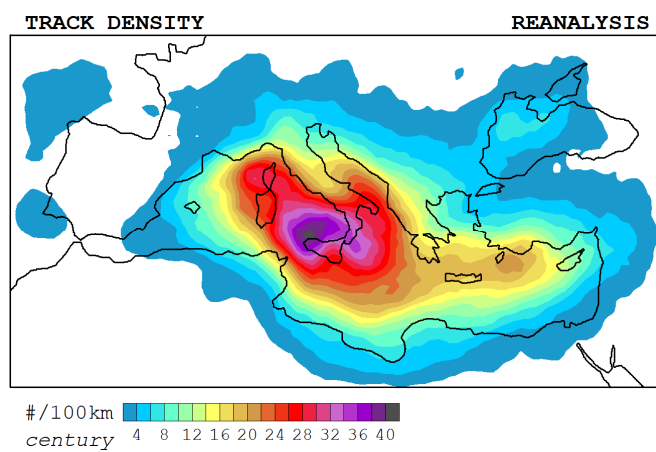 TRACK DENSITY REANALYSIS
#/100km
century 4 8 12 16 20 24 28 32 36 40